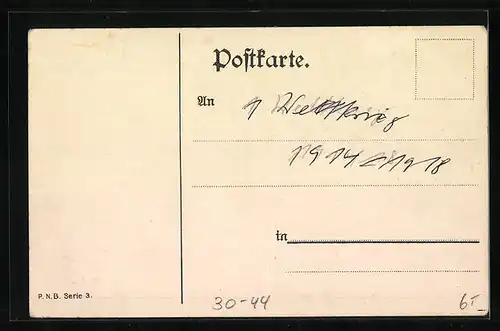 Postkarte.
An
1 Weltkrieg
1914-1918
in
P. N. B. Serie 3.
30-44
6-